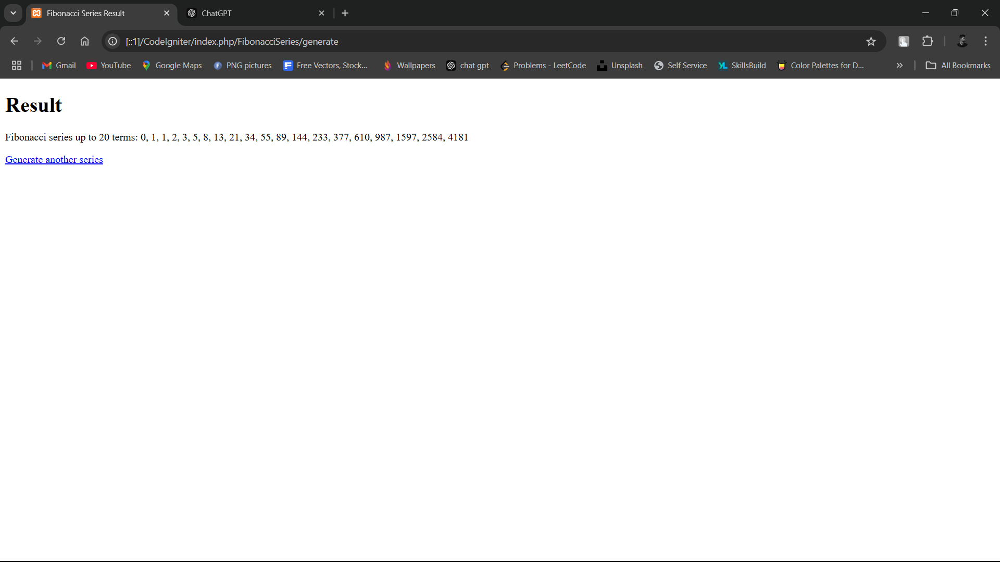 Fibonacci Series Result
ChatGPT
[::1]/CodeIgniter/index.php/FibonacciSeries/generate
Gmail YouTube Google Maps PNG pictures Free Vectors, Stock... Wallpapers chat gpt Problems - LeetCode Unsplash Self Service SkillsBuild Color Palettes for D... All Bookmarks
Result
Fibonacci series up to 20 terms: 0, 1, 1, 2, 3, 5, 8, 13, 21, 34, 55, 89, 144, 233, 377, 610, 987, 1597, 2584, 4181
Generate another series